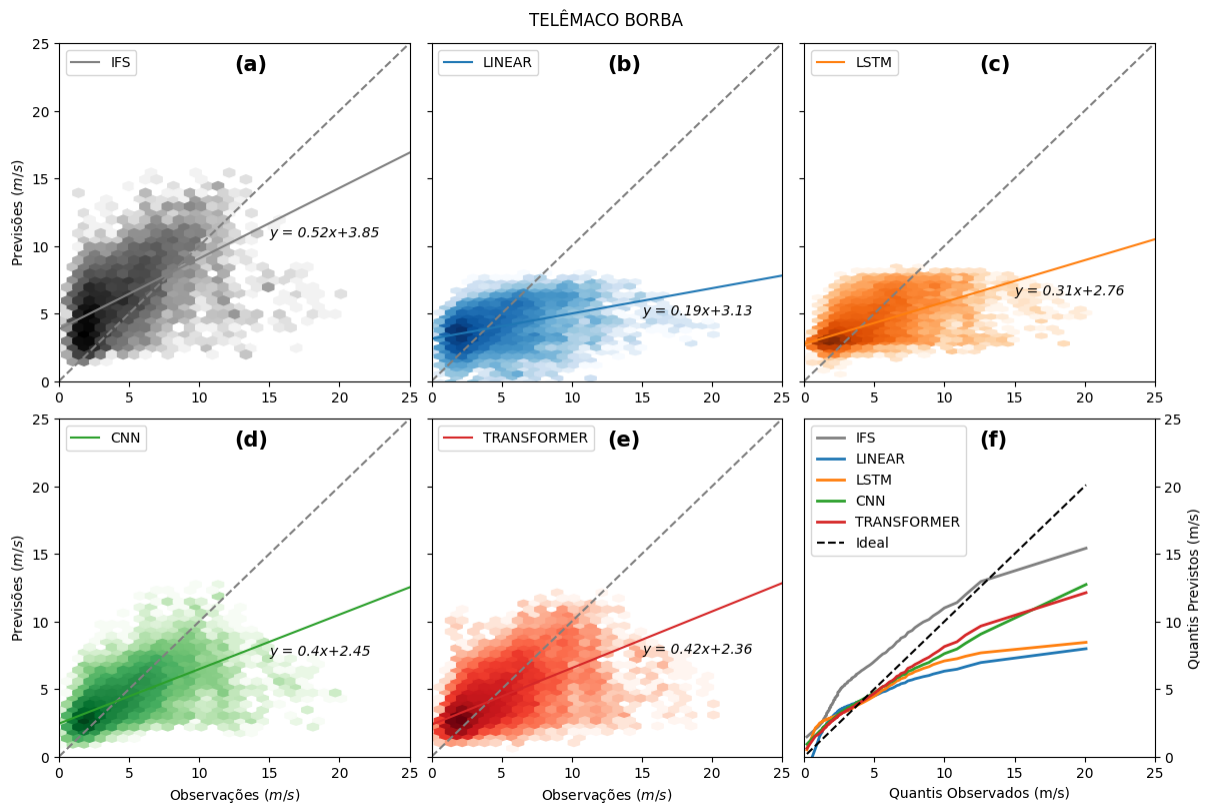 TELÊMACO BORBA
IFS
(a)
y = 0.52x+3.85
Previsões (m/s)
25
20
15
10
5
0
0 5 10 15 20 25
LINEAR
(b)
y = 0.19x+3.13
0 5 10 15 20 25
LSTM
(c)
y = 0.31x+2.76
0 5 10 15 20 25
CNN
(d)
y = 0.4x+2.45
Previsões (m/s)
25
20
15
10
5
0
0 5 10 15 20 25
Observações (m/s)
TRANSFORMER
(e)
y = 0.42x+2.36
0 5 10 15 20 25
Observações (m/s)
(f)
IFS
LINEAR
LSTM
CNN
TRANSFORMER
Ideal
25
20
15
10
5
0
Quantis Previstos (m/s)
0 5 10 15 20 25
Quantis Observados (m/s)